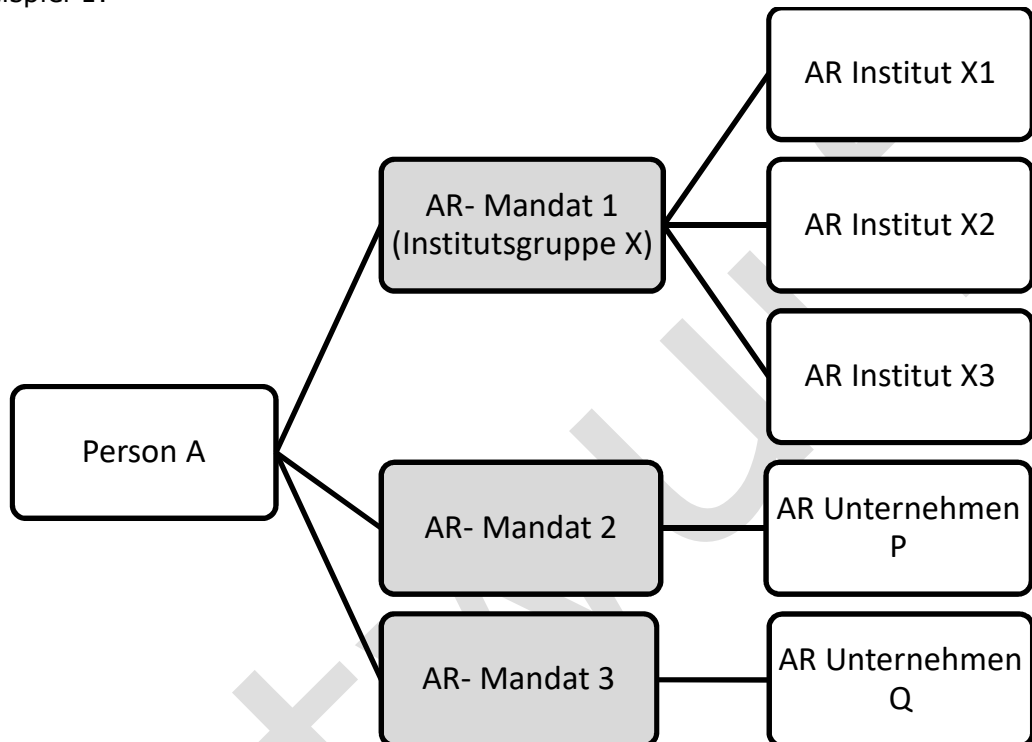 AR Institut X1
AR- Mandat 1
(Institutsgruppe X)
AR Institut X2
AR Institut X3
Person A
AR- Mandat 2
AR Unternehmen
P
AR- Mandat 3
AR Unternehmen
Q